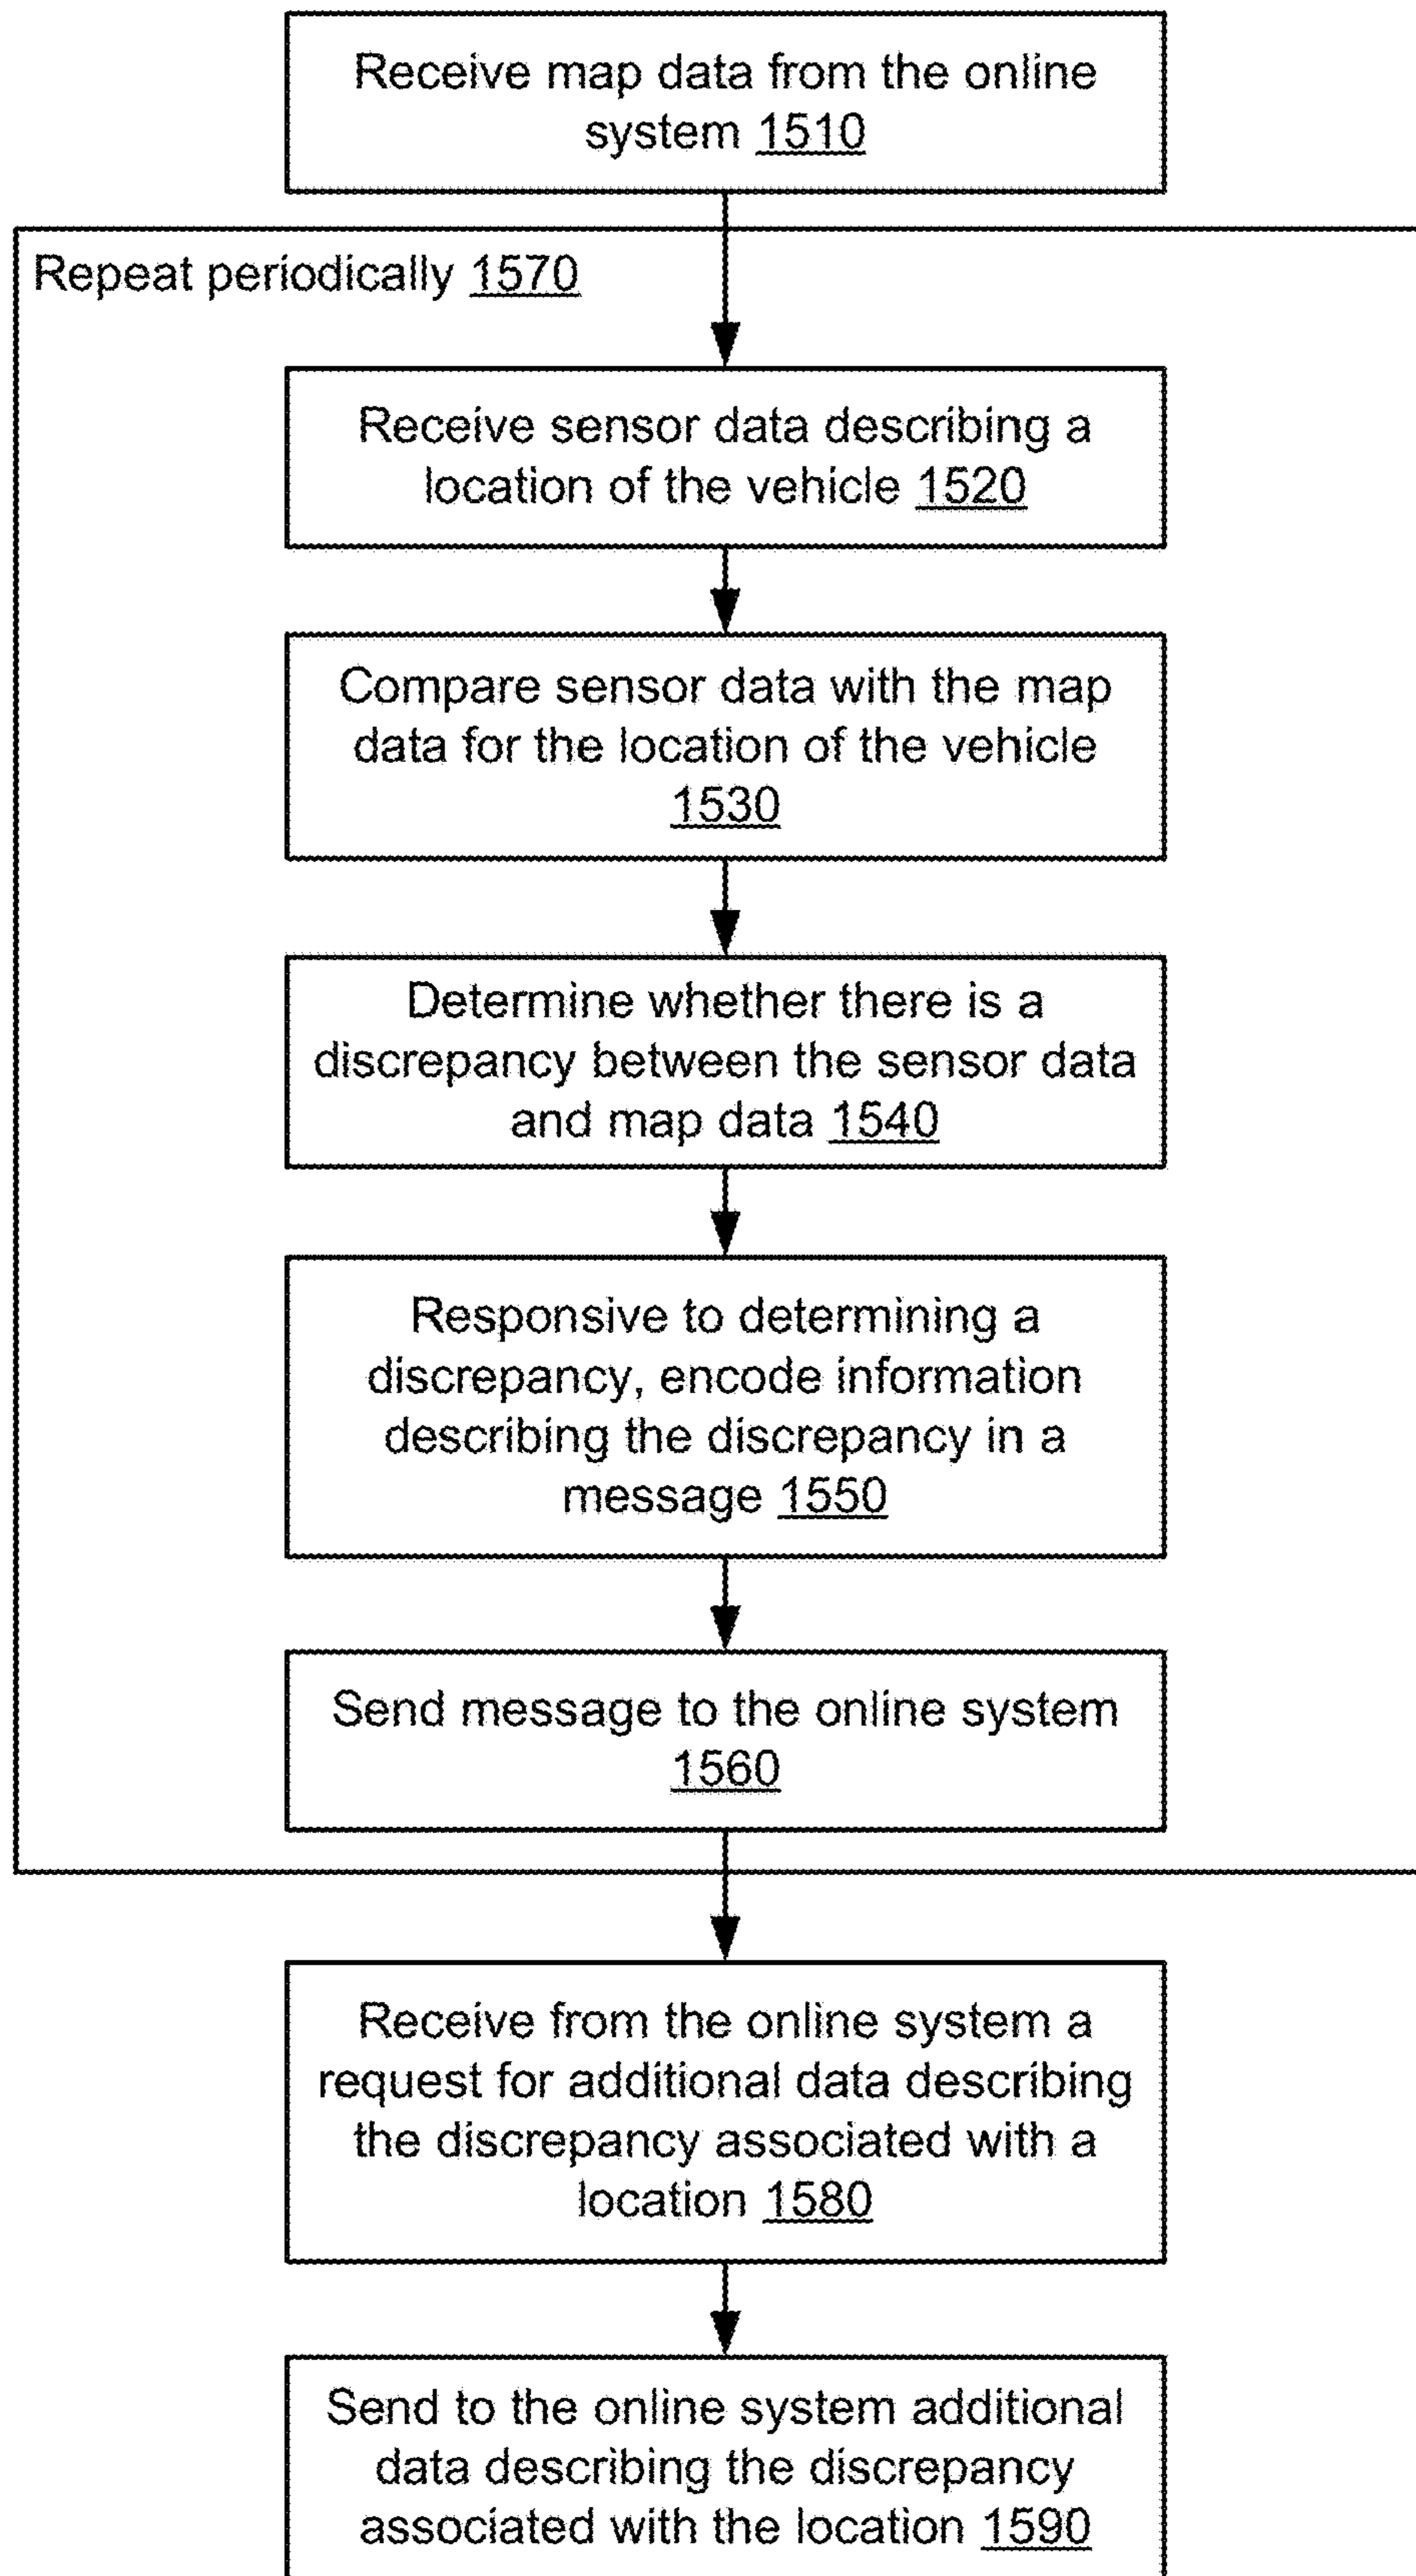 Receive map data from the online
system 1510
Repeat periodically 1570
Receive sensor data describing a
location of the vehicle 1520
Compare sensor data with the map
data for the location of the vehicle
1530
Determine whether there is a
discrepancy between the sensor data
and map data 1540
Responsive to determining a
discrepancy, encode information
describing the discrepancy in a
message 1550
Send message to the online system
1560
Receive from the online system a
request for additional data describing
the discrepancy associated with a
location 1580
Send to the online system additional
data describing the discrepancy
associated with the location 1590